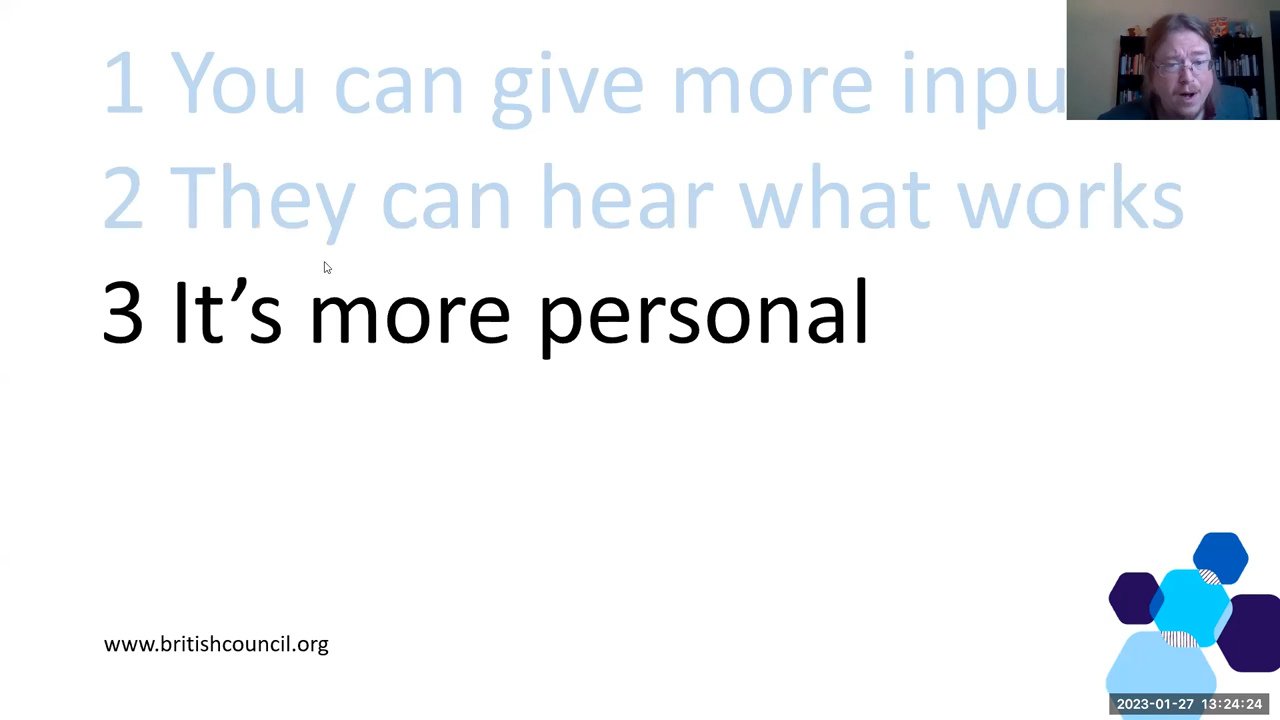 1 You can give more inpu
2 They can hear what works
3 It’s more personal
www.britishcouncil.org
2023-01-27 13:24:24